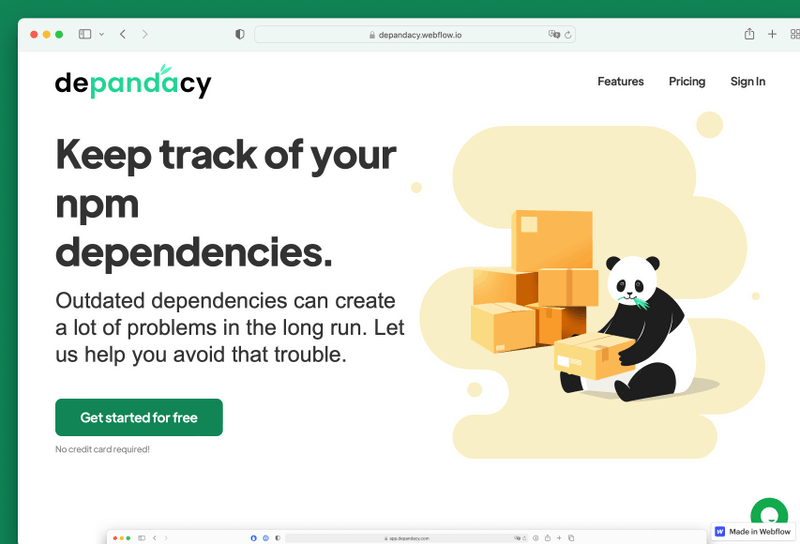 depandacy.webflow.io
depandacy
Features Pricing Sign In
Keep track of your
npm
dependencies.
Outdated dependencies can create
a lot of problems in the long run. Let
us help you avoid that trouble.
Get started for free
No credit card required!
Made in Webflow
app.depandacy.com